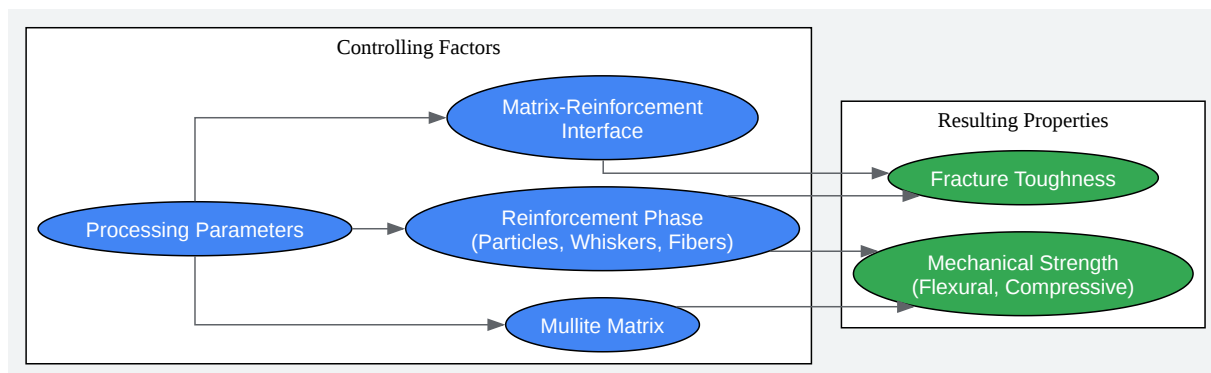 Controlling Factors
Matrix-Reinforcement
Interface
Processing Parameters
Reinforcement Phase
(Particles, Whiskers, Fibers)
Mullite Matrix
Resulting Properties
Fracture Toughness
Mechanical Strength
(Flexural, Compressive)